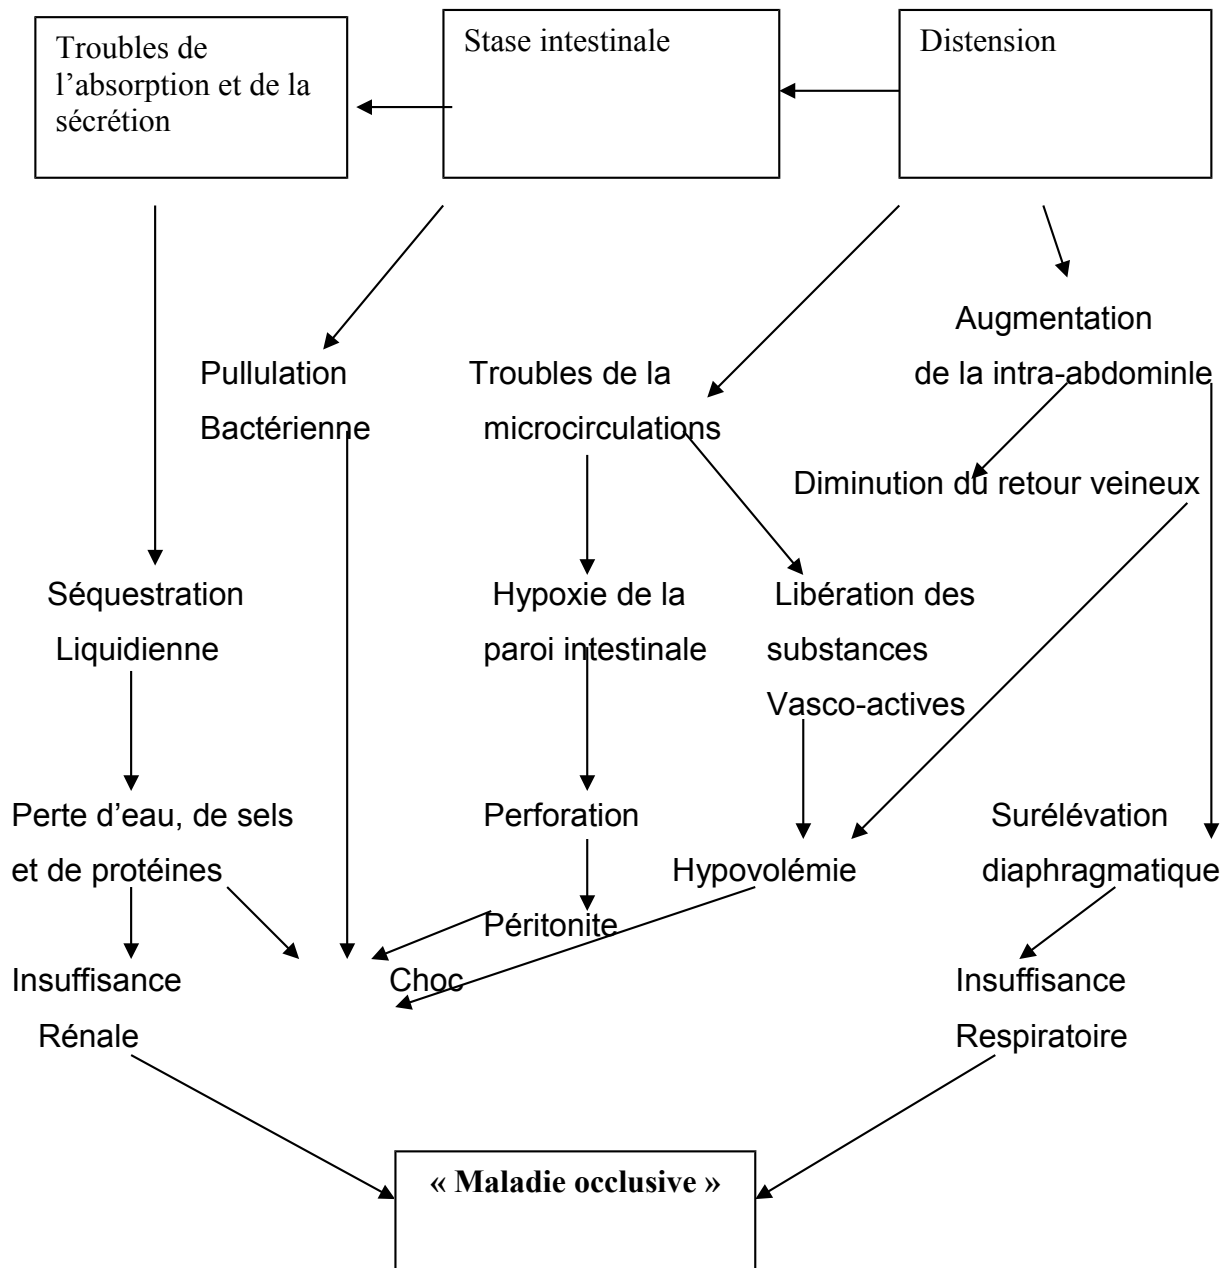 Troubles de
l’absorption et de la
sécrétion
Stase intestinale
Distension
Augmentation
de la intra-abdominle
Pullulation
Bactérienne
Troubles de la
microcirculations
Diminution du retour veineux
Séquestration
Liquidienne
Hypoxie de la
paroi intestinale
Libération des
substances
Vasco-actives
Perte d’eau, de sels
et de protéines
Perforation
Hypovolémie
Surélévation
diaphragmatique
Péritonite
Insuffisance
Rénale
Choc
Insuffisance
Respiratoire
« Maladie occlusive »